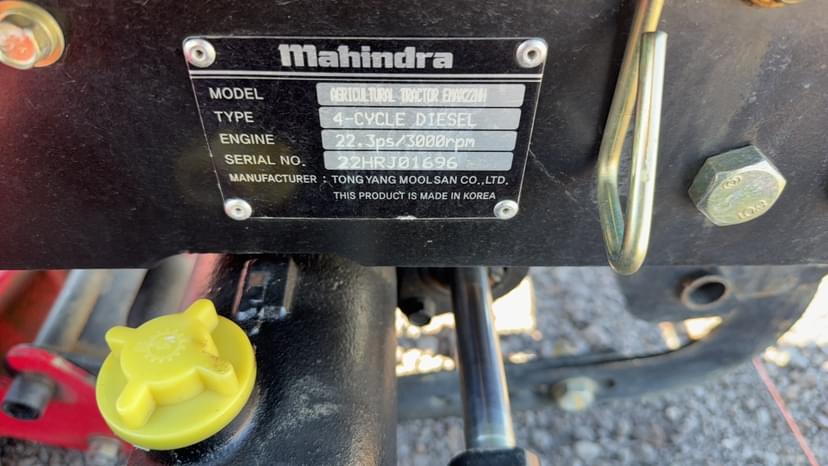 Mahindra
MODEL AGRICULTURAL TRACTOR EMAX22HH
TYPE 4-CYCLE DIESEL
ENGINE 22.3ps/3000rpm
SERIAL NO. 22HRJ01696
MANUFACTURER : TONG YANG MOOLSAN CO.,LTD.
THIS PRODUCT IS MADE IN KOREA